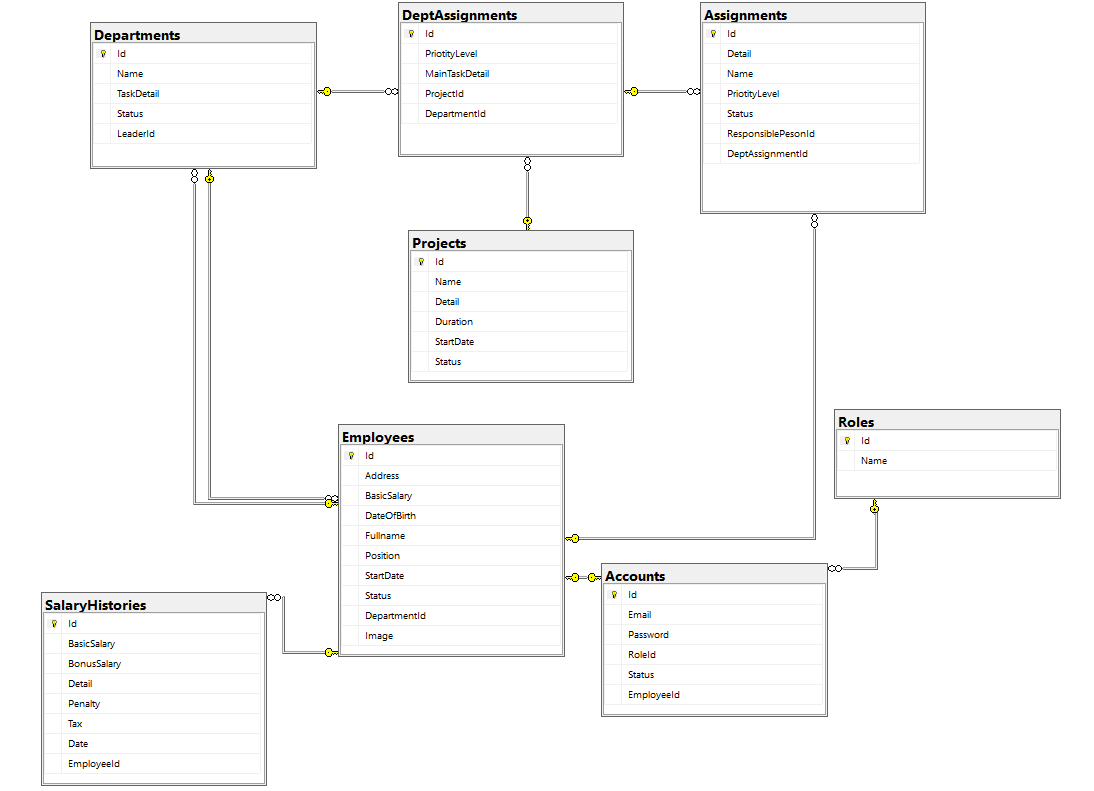 Departments
Id
Name
TaskDetail
Status
LeaderId
DeptAssignments
Id
PriotityLevel
MainTaskDetail
ProjectId
DepartmentId
Assignments
Id
Detail
Name
PriotityLevel
Status
ResponsiblePesonId
DeptAssignmentId
Projects
Id
Name
Detail
Duration
StartDate
Status
Employees
Id
Address
BasicSalary
DateOfBirth
Fullname
Position
StartDate
Status
DepartmentId
Image
Roles
Id
Name
Accounts
Id
Email
Password
RoleId
Status
EmployeeId
SalaryHistories
Id
BasicSalary
BonusSalary
Detail
Penalty
Tax
Date
EmployeeId